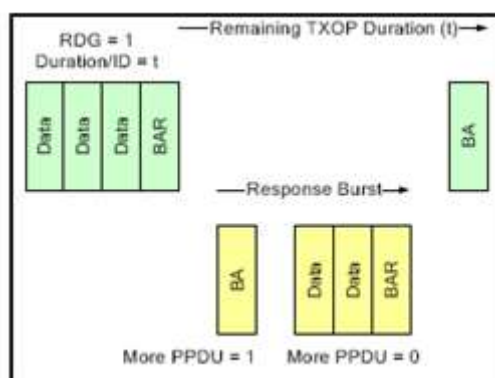 RDG = 1
Duration/ID = t
Remaining TXOP Duration (t)
Data
Data
Data
BAR
BA
Response Burst
BA
Data
Data
BAR
More PPDU = 1
More PPDU = 0